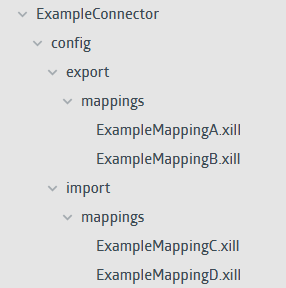 ExampleConnector
config
export
mappings
ExampleMappingA.xill
ExampleMappingB.xill
import
mappings
ExampleMappingC.xill
ExampleMappingD.xill